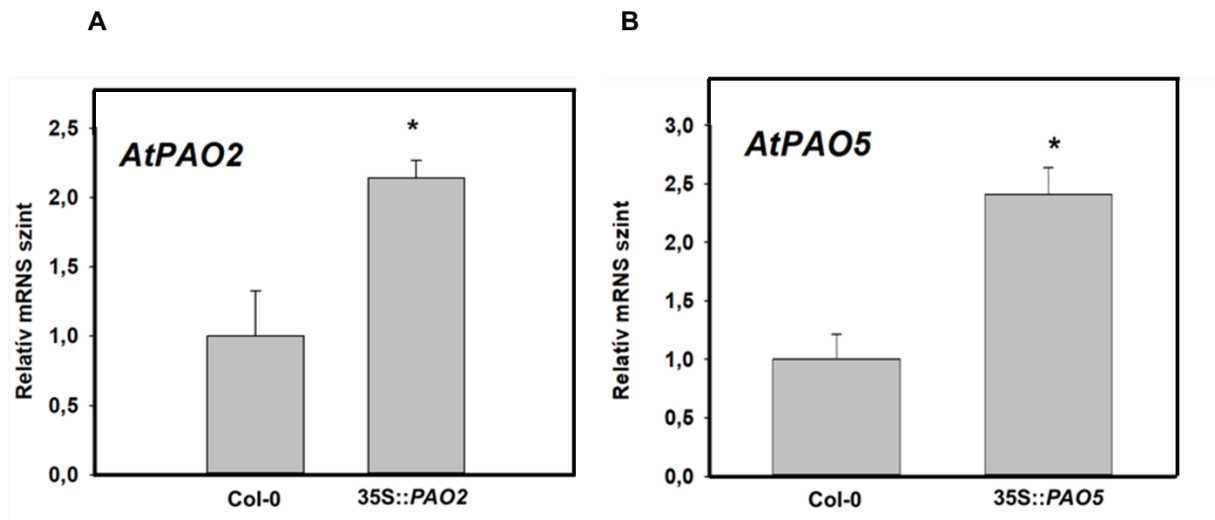 A
AtPAO2
*
Relatív mRNS szint
2,5
2,0
1,5
1,0
0,5
0,0
Col-0
35S::PAO2
B
AtPAO5
*
Relatív mRNS szint
3,0
2,5
2,0
1,5
1,0
0,5
0,0
Col-0
35S::PAO5